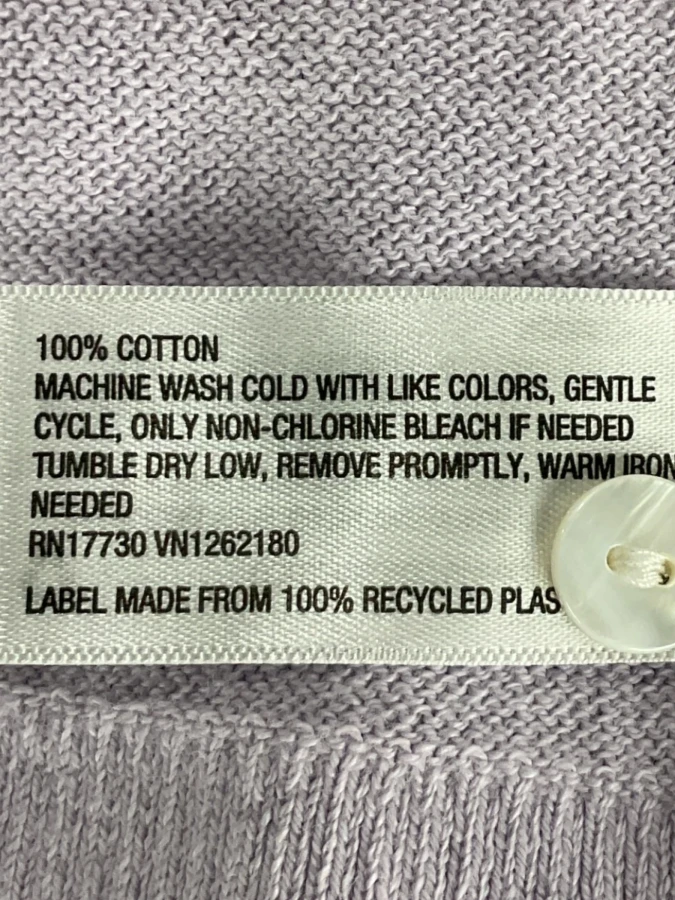 100% COTTON
MACHINE WASH COLD WITH LIKE COLORS, GENTLE
CYCLE, ONLY NON-CHLORINE BLEACH IF NEEDED
TUMBLE DRY LOW, REMOVE PROMPTLY, WARM IRON
NEEDED
RN17730 VN1262180
LABEL MADE FROM 100% RECYCLED PLAS